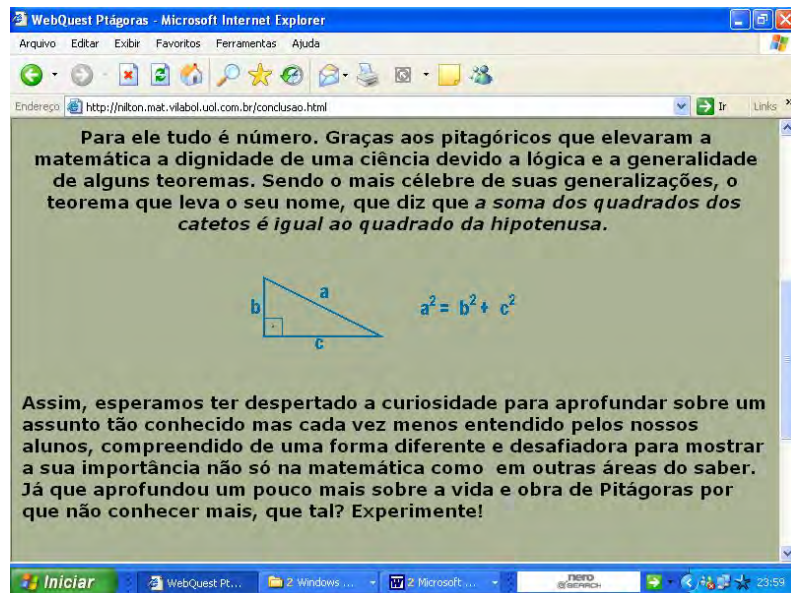 WebQuest Ptágoras - Microsoft Internet Explorer
Arquivo Editar Exibir Favoritos Ferramentas Ajuda
Endereço http://nilton.mat.vilabol.uol.com.br/conclusao.html Ir Links
Para ele tudo é número. Graças aos pitagóricos que elevaram a
matemática a dignidade de uma ciência devido a lógica e a generalidade
de alguns teoremas. Sendo o mais célebre de suas generalizações, o
teorema que leva o seu nome, que diz que a soma dos quadrados dos
catetos é igual ao quadrado da hipotenusa.
b a c
a² = b² + c²
Assim, esperamos ter despertado a curiosidade para aprofundar sobre um
assunto tão conhecido mas cada vez menos entendido pelos nossos
alunos, compreendido de uma forma diferente e desafiadora para mostrar
a sua importância não só na matemática como em outras áreas do saber.
Já que aprofundou um pouco mais sobre a vida e obra de Pitágoras por
que não conhecer mais, que tal? Experimente!
Iniciar WebQuest Pt... 2 Windows ... 2 Microsoft ... nero SEARCH 23:59